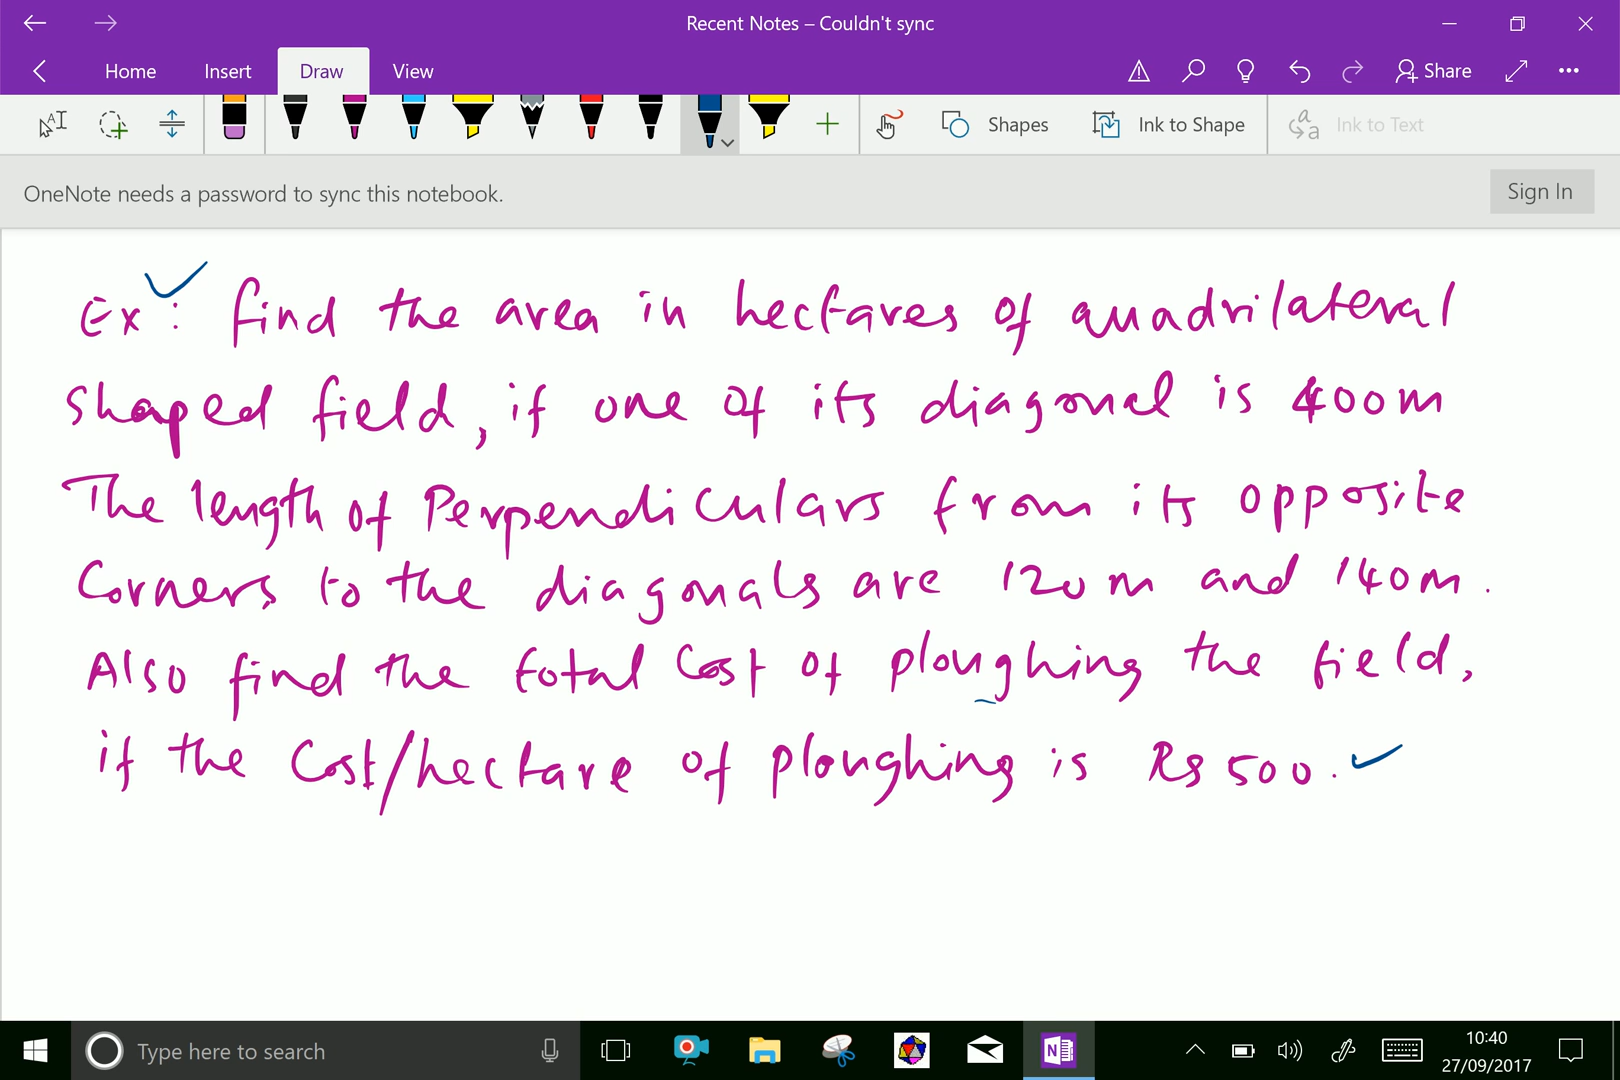 Recent Notes – Couldn't sync
Home Insert Draw View Share
Shapes Ink to Shape Ink to Text
OneNote needs a password to sync this notebook. Sign In
Ex : find the area in hectares of quadrilateral
shaped field, if one of its diagonal is 400m
The length of Perpendiculars from its opposite
Corners to the diagonals are 120m and 140m.
Also find the total Cost of ploughing the field,
if the Cost/hectare of ploughing is Rs 500.
Type here to search 10:40
27/09/2017